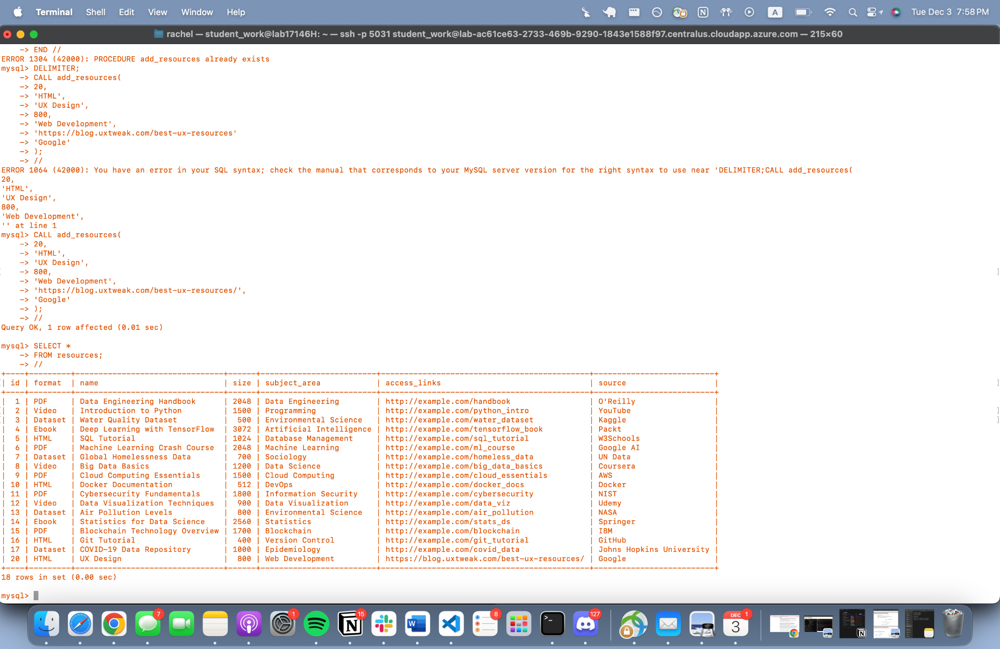 Terminal Shell Edit View Window Help A Tue Dec 3 7:58 PM
rachel — student_work@lab17146H: ~ — ssh -p 5031 student_work@lab-ac61ce63-2733-469b-9290-1843e1588f97.centralus.cloudapp.azure.com — 215×60
-> END //
ERROR 1304 (42000): PROCEDURE add_resources already exists
mysql> DELIMITER;
-> CALL add_resources(
-> 20,
-> 'HTML',
-> 'UX Design',
-> 800,
-> 'Web Development',
-> 'https://blog.uxtweak.com/best-ux-resources'
-> 'Google'
-> );
-> //
ERROR 1064 (42000): You have an error in your SQL syntax; check the manual that corresponds to your MySQL server version for the right syntax to use near 'DELIMITER;CALL add_resources(
20,
'HTML',
'UX Design',
800,
'Web Development',
'' at line 1
mysql> CALL add_resources(
-> 20,
-> 'HTML',
-> 'UX Design',
-> 800,
-> 'Web Development',
-> 'https://blog.uxtweak.com/best-ux-resources/',
-> 'Google'
-> );
-> //
Query OK, 1 row affected (0.01 sec)
mysql> SELECT *
-> FROM resources;
-> //
| id | format | name | size | subject_area | access_links | source |
| 1 | PDF | Data Engineering Handbook | 2048 | Data Engineering | http://example.com/handbook | O'Reilly |
| 2 | Video | Introduction to Python | 1500 | Programming | http://example.com/python_intro | YouTube |
| 3 | Dataset | Water Quality Dataset | 500 | Environmental Science | http://example.com/water_dataset | Kaggle |
| 4 | Ebook | Deep Learning with TensorFlow | 3072 | Artificial Intelligence | http://example.com/tensorflow_book | Packt |
| 5 | HTML | SQL Tutorial | 1024 | Database Management | http://example.com/sql_tutorial | W3Schools |
| 6 | PDF | Machine Learning Crash Course | 2048 | Machine Learning | http://example.com/ml_course | Google AI |
| 7 | Dataset | Global Homelessness Data | 700 | Sociology | http://example.com/homeless_data | UN Data |
| 8 | Video | Big Data Basics | 1200 | Data Science | http://example.com/big_data_basics | Coursera |
| 9 | PDF | Cloud Computing Essentials | 1500 | Cloud Computing | http://example.com/cloud_essentials | AWS |
| 10 | HTML | Docker Documentation | 512 | DevOps | http://example.com/docker_docs | Docker |
| 11 | PDF | Cybersecurity Fundamentals | 1800 | Information Security | http://example.com/cybersecurity | NIST |
| 12 | Video | Data Visualization Techniques | 900 | Data Visualization | http://example.com/data_viz | Udemy |
| 13 | Dataset | Air Pollution Levels | 800 | Environmental Science | http://example.com/air_pollution | NASA |
| 14 | Ebook | Statistics for Data Science | 2560 | Statistics | http://example.com/stats_ds | Springer |
| 15 | PDF | Blockchain Technology Overview | 1700 | Blockchain | http://example.com/blockchain | IBM |
| 16 | HTML | Git Tutorial | 400 | Version Control | http://example.com/git_tutorial | GitHub |
| 17 | Dataset | COVID-19 Data Repository | 1000 | Epidemiology | http://example.com/covid_data | Johns Hopkins University |
| 20 | HTML | UX Design | 800 | Web Development | https://blog.uxtweak.com/best-ux-resources/ | Google |
18 rows in set (0.00 sec)
mysql>
7 1 15 8 127 DEC 1
3